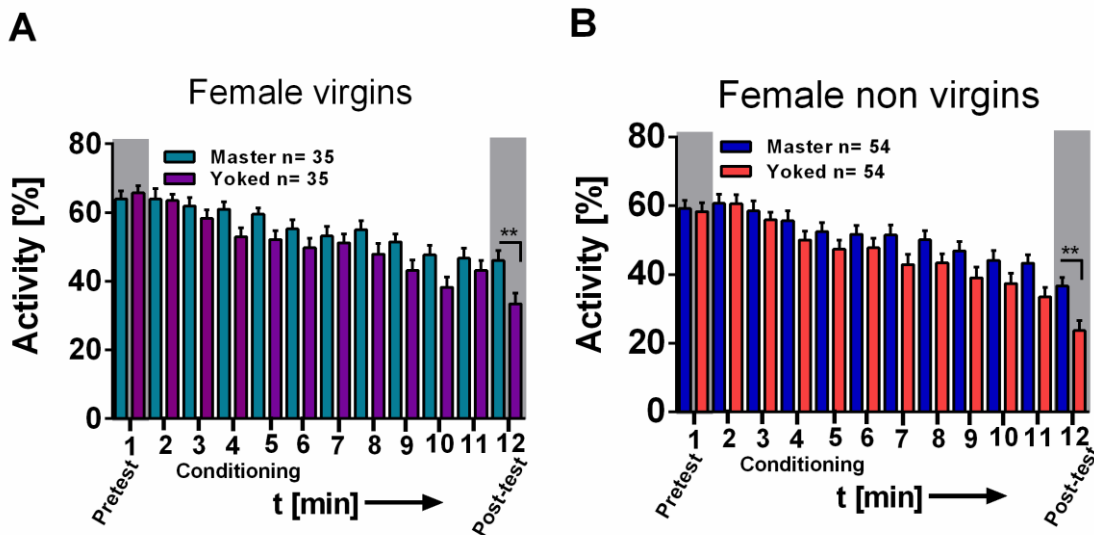 A
Female virgins
Activity [%]
80
60
40
20
0
Master n= 35
Yoked n= 35
**
1 2 3 4 5 6 7 8 9 10 11 12
Pretest
Conditioning
Post-test
t [min]
B
Female non virgins
Activity [%]
80
60
40
20
0
Master n= 54
Yoked n= 54
**
1 2 3 4 5 6 7 8 9 10 11 12
Pretest
Conditioning
Post-test
t [min]